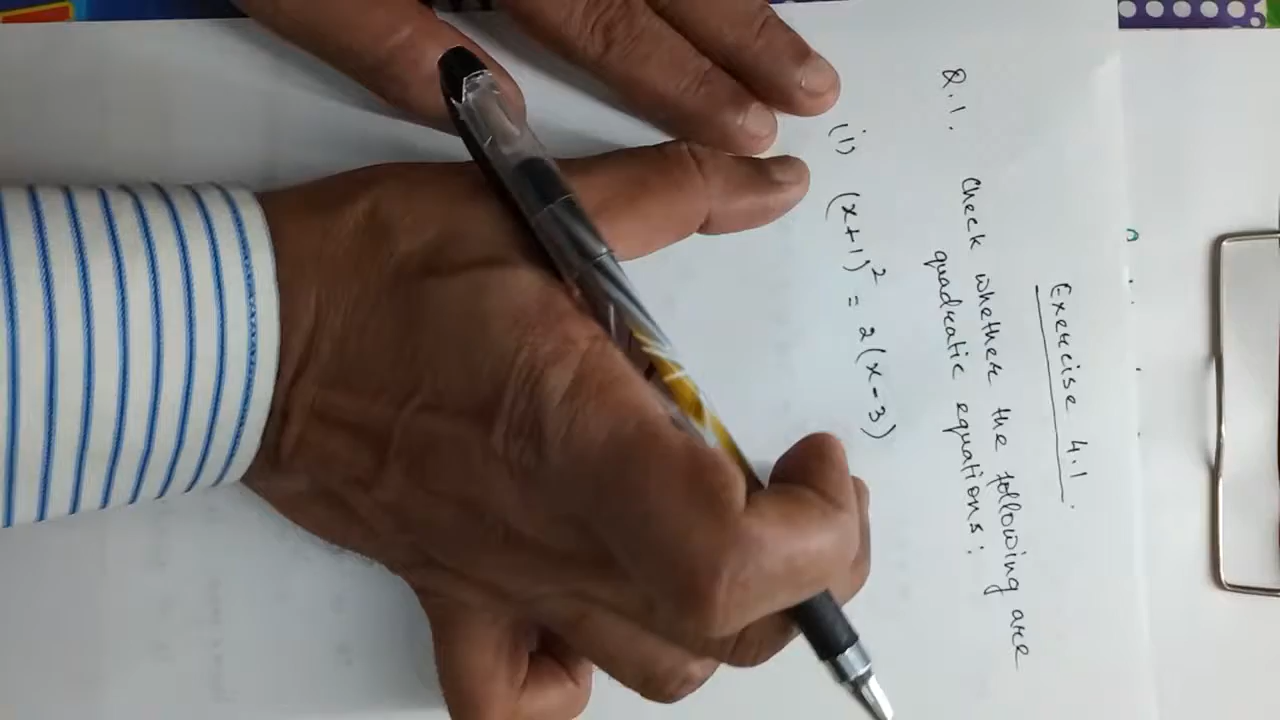 Exercise 4.1.
Q.1. Check whether the following are
quadratic equations:
(i) (x+1)² = 2(x-3)